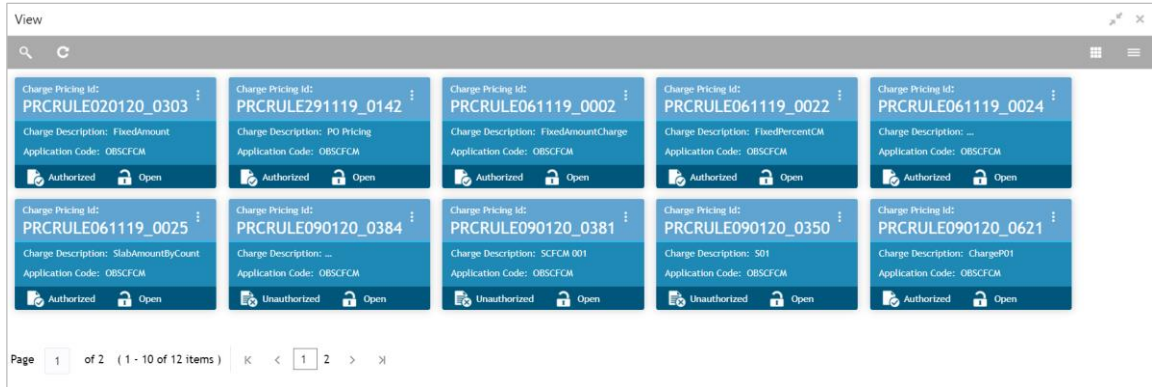 View
Charge Pricing Id: Charge Pricing Id: Charge Pricing Id: Charge Pricing Id: Charge Pricing Id:
PRCRULE020120_0303 PRCRULE291119_0142 PRCRULE061119_0002 PRCRULE061119_0022 PRCRULE061119_0024
Charge Description: FixedAmount Charge Description: PO Pricing Charge Description: FixedAmountCharge Charge Description: FixedPercentCM Charge Description: ...
Application Code: OBSCFCM Application Code: OBSCFCM Application Code: OBSCFCM Application Code: OBSCFCM Application Code: OBSCFCM
Authorized Open Authorized Open Authorized Open Authorized Open Authorized Open
Charge Pricing Id: Charge Pricing Id: Charge Pricing Id: Charge Pricing Id: Charge Pricing Id:
PRCRULE061119_0025 PRCRULE090120_0384 PRCRULE090120_0381 PRCRULE090120_0350 PRCRULE090120_0621
Charge Description: SlabAmountByCount Charge Description: ... Charge Description: SCFCM 001 Charge Description: S01 Charge Description: ChargeP01
Application Code: OBSCFCM Application Code: OBSCFCM Application Code: OBSCFCM Application Code: OBSCFCM Application Code: OBSCFCM
Authorized Open Unauthorized Open Unauthorized Open Unauthorized Open Authorized Open
Page 1 of 2 ( 1 - 10 of 12 items ) 1 2